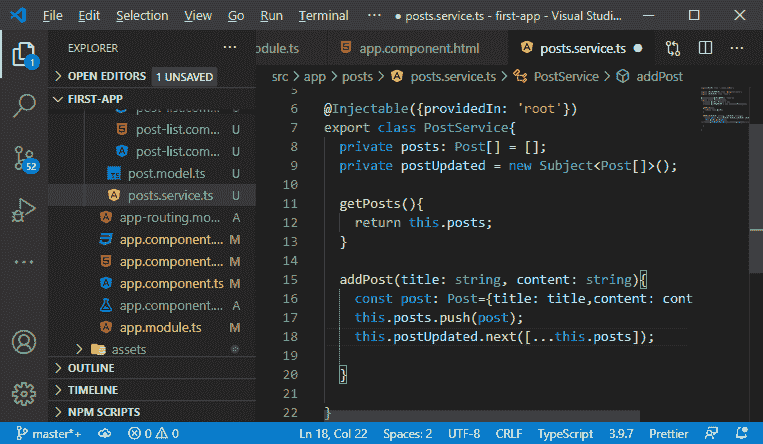 File Edit Selection View Go Run Terminal ··· ● posts.service.ts - first-app - Visual Studi...
EXPLORER ···
odule.ts app.component.html posts.service.ts ● ···
OPEN EDITORS 1 UNSAVED
src > app > posts > posts.service.ts > PostService > addPost
FIRST-APP
post-list.com... U
post-list.com... U
post.model.ts U
posts.service.ts U
app-routing.mo... A
app.component.... M
app.component.... M
app.component.ts M
app.component.... A
app.module.ts M
> assets
OUTLINE
TIMELINE
NPM SCRIPTS
1
52
5
6 @Injectable({providedIn: 'root'})
7 export class PostService{
8 private posts: Post[] = [];
9 private postUpdated = new Subject<Post[]>();
10
11 getPosts(){
12 return this.posts;
13 }
14
15 addPost(title: string, content: string){
16 const post: Post={title: title,content: cont
17 this.posts.push(post);
18 this.postUpdated.next([...this.posts]);
19
20 }
21
22 }
master*+ 0 0 Ln 18, Col 22 Spaces: 2 UTF-8 CRLF TypeScript 3.9.7 Prettier